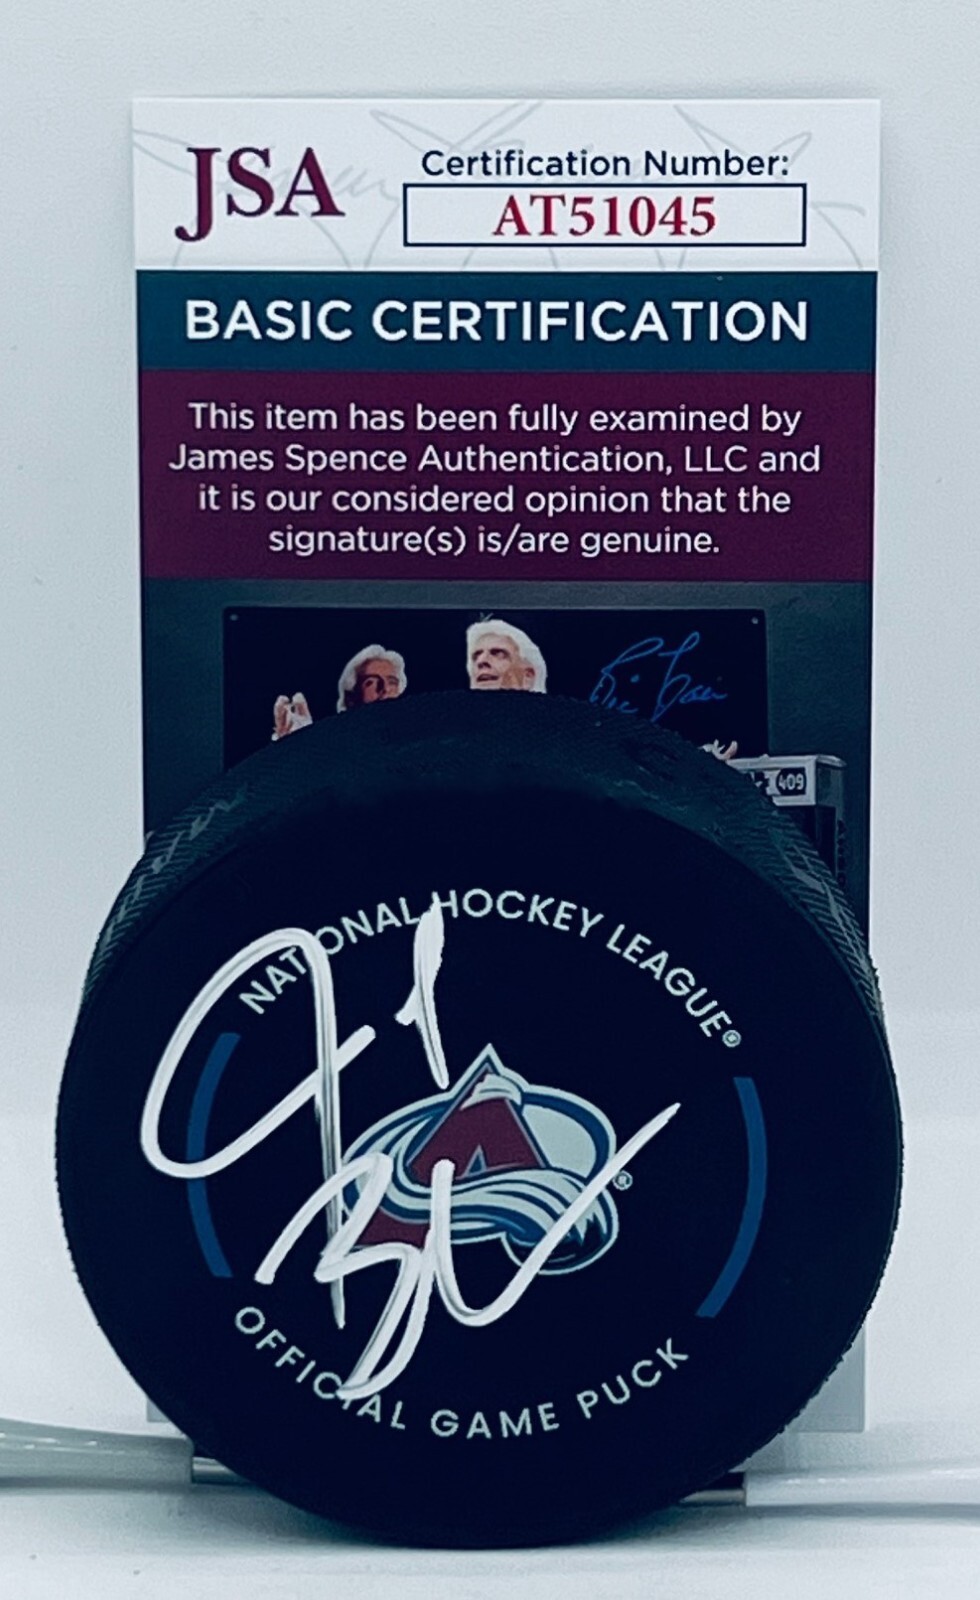 JSA
Certification Number:
AT51045
BASIC CERTIFICATION
This item has been fully examined by
James Spence Authentication, LLC and
it is our considered opinion that the
signature(s) is/are genuine.
409
NATIONAL HOCKEY LEAGUE®
A
®
OFFICIAL GAME PUCK